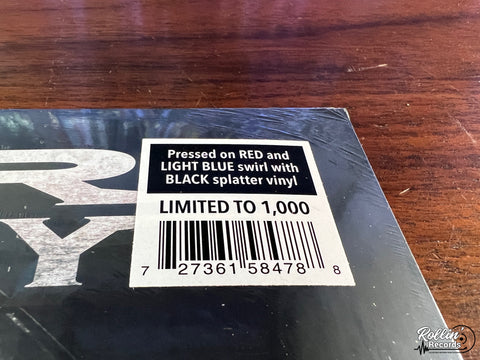 R
Y
Pressed on RED and
LIGHT BLUE swirl with
BLACK splatter vinyl
LIMITED TO 1,000
7 27361 58478 8
Rollin'
Records